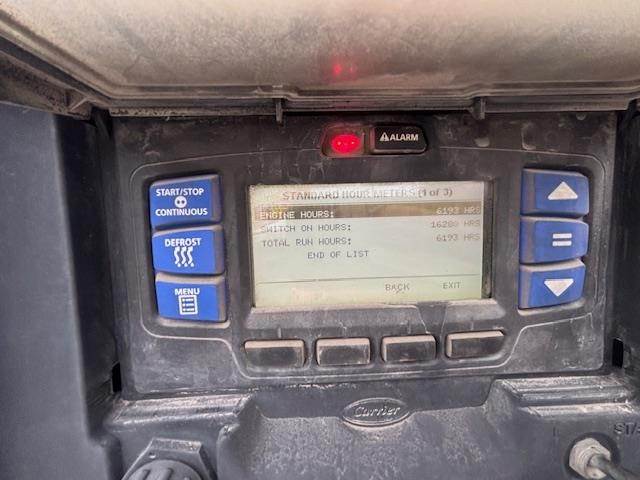 ALARM
START/STOP
CONTINUOUS
DEFROST
MENU
STANDARD HOUR METERS (1 of 3)
ENGINE HOURS: 6193 HRS
SWITCH ON HOURS: 16280 HRS
TOTAL RUN HOURS: 6193 HRS
END OF LIST
BACK EXIT
Carrier
STA